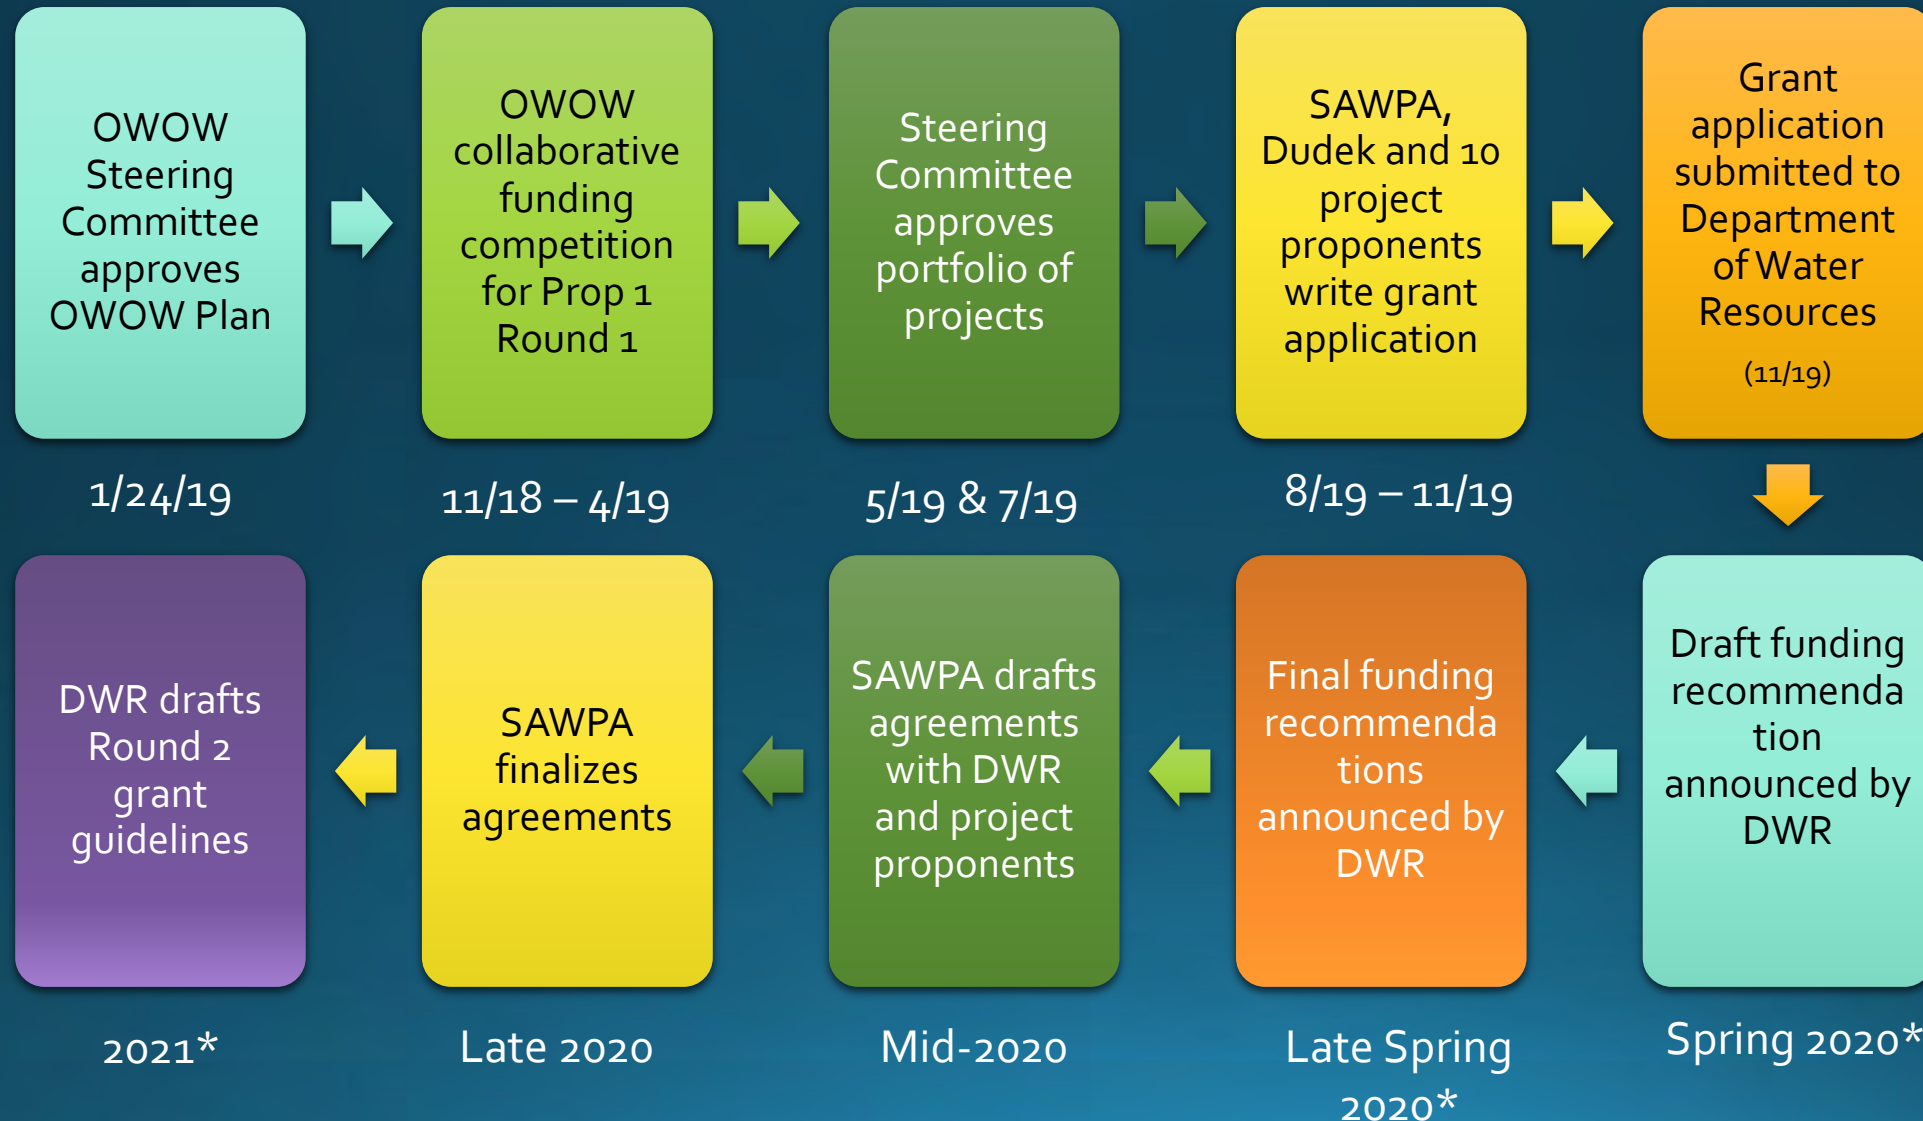 OWOW
Steering
Committee
approves
OWOW Plan
OWOW
collaborative
funding
competition
for Prop 1
Round 1
Steering
Committee
approves
portfolio of
projects
SAWPA,
Dudek and 10
project
proponents
write grant
application
Grant
application
submitted to
Department
of Water
Resources
(11/19)
1/24/19
11/18 – 4/19
5/19 & 7/19
8/19 – 11/19
Draft funding
recommenda
tion
announced by
DWR
Final funding
recommenda
tions
announced by
DWR
SAWPA drafts
agreements
with DWR
and project
proponents
SAWPA
finalizes
agreements
DWR drafts
Round 2
grant
guidelines
Spring 2020*
Late Spring
2020*
Mid-2020
Late 2020
2021*